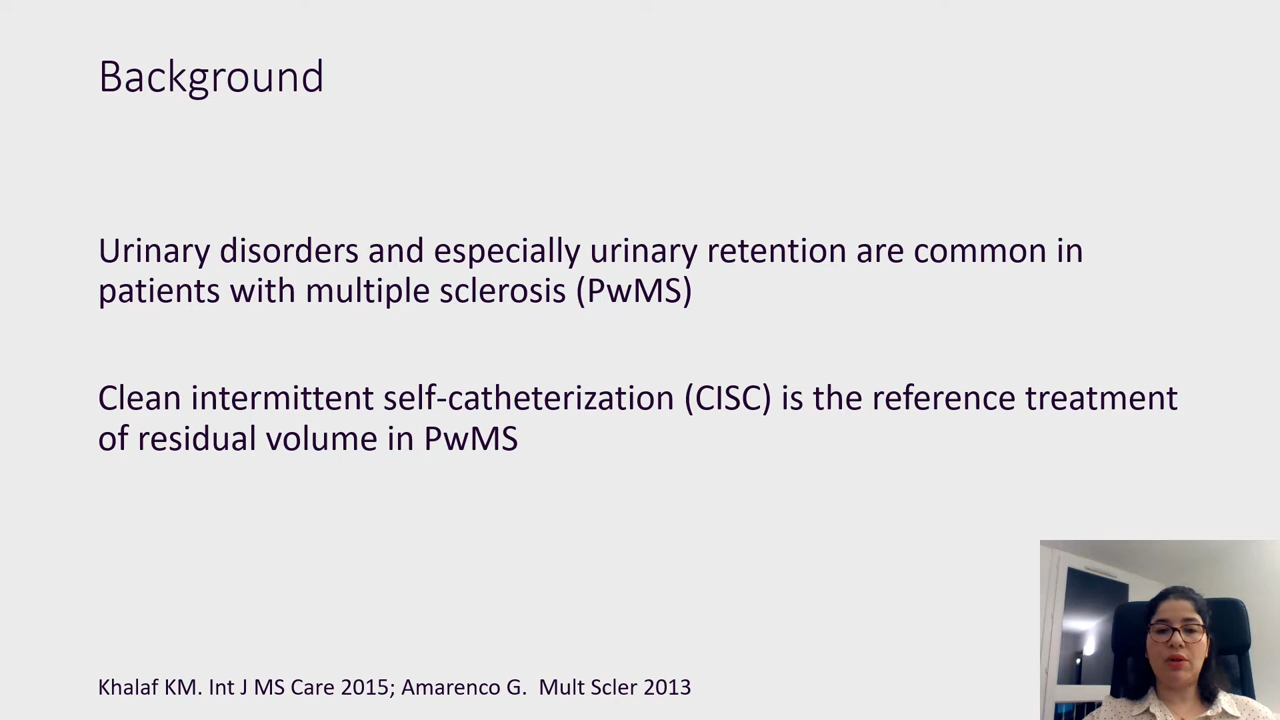 Background
Urinary disorders and especially urinary retention are common in
patients with multiple sclerosis (PwMS)
Clean intermittent self-catheterization (CISC) is the reference treatment
of residual volume in PwMS
Khalaf KM. Int J MS Care 2015; Amarenco G.  Mult Scler 2013